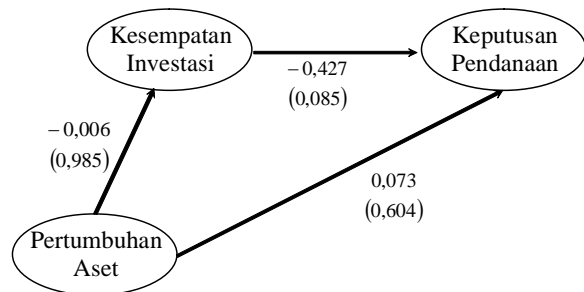 Kesempatan
Investasi
Keputusan
Pendanaan
−0,427
(0,085)
−0,006
(0,985)
0,073
(0,604)
Pertumbuhan
Aset